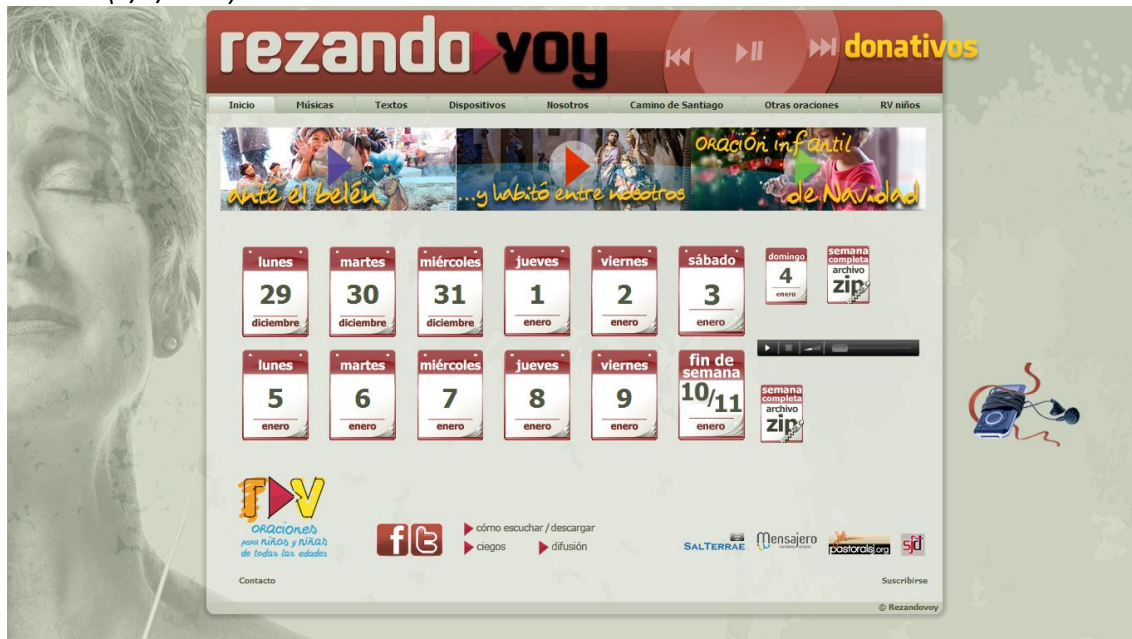 rezandovoy
donativos
Inicio Músicas Textos Dispositivos Nosotros Camino de Santiago Otras oraciones RV niños
ante el belén
...y habitó entre nosotros
oración infantil
de Navidad
lunes
29
diciembre
martes
30
diciembre
miércoles
31
diciembre
jueves
1
enero
viernes
2
enero
sábado
3
enero
domingo
4
enero
semana
completa
archivo
zip
lunes
5
enero
martes
6
enero
miércoles
7
enero
jueves
8
enero
viernes
9
enero
fin de
semana
10/11
enero
semana
completa
archivo
zip
rv
oraciones
para niños y niñas
de todas las edades
f t
cómo escuchar / descargar
ciegos difusión
SALTERRAE
Mensajero
pastoralsj.org
sjd
Contacto Suscribirse
© Rezandovoy